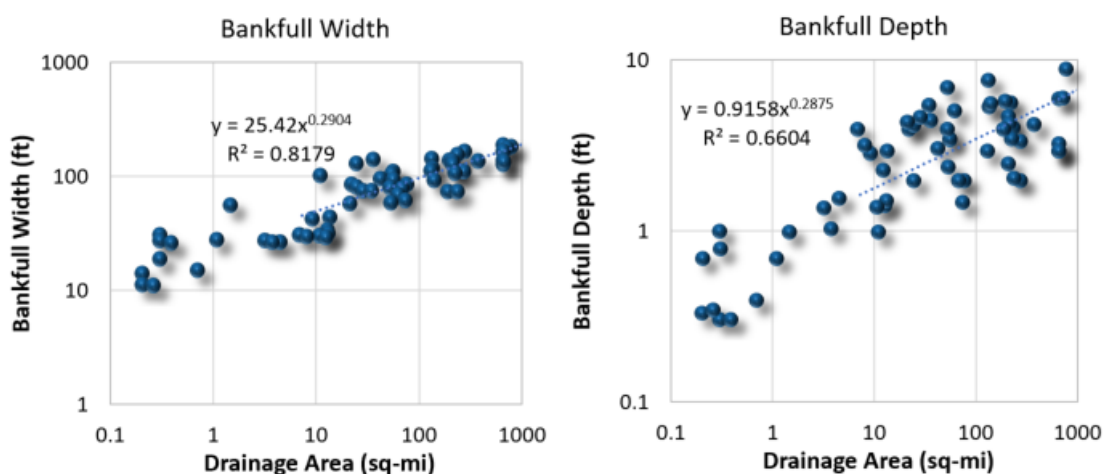 Bankfull Width
1000
100
10
1
y = 25.42x^0.2904
R² = 0.8179
Bankfull Width (ft)
0.1 1 10 100 1000
Drainage Area (sq-mi)
Bankfull Depth
10
1
0.1
y = 0.9158x^0.2875
R² = 0.6604
Bankfull Depth (ft)
0.1 1 10 100 1000
Drainage Area (sq-mi)